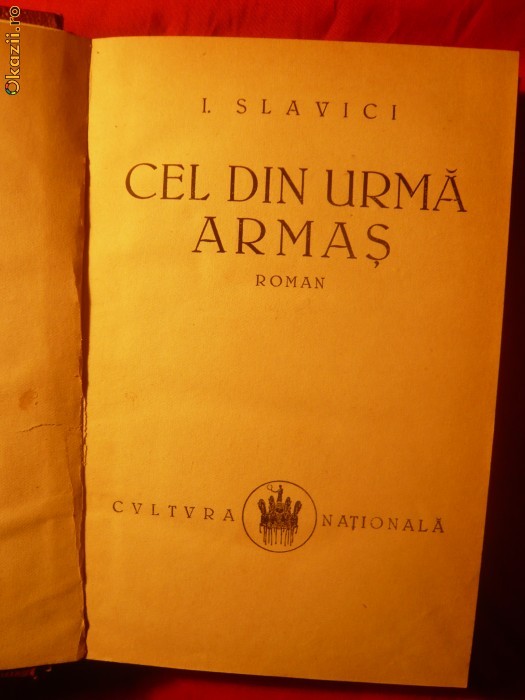 Okazii.ro
I. SLAVICI
CEL DIN URMĂ
ARMAȘ
ROMAN
CVLTVRA NAȚIONALĂ